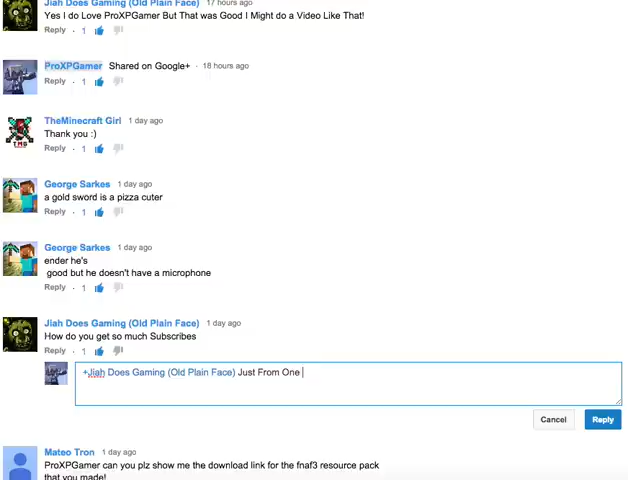 Jiah Does Gaming (Old Plain Face) 17 hours ago
Yes I do Love ProXPGamer But That was Good I Might do a Video Like That!
Reply · 1
ProXPGamer Shared on Google+ · 18 hours ago
Reply · 1
TheMinecraft Girl 1 day ago
Thank you :)
Reply · 1
TMG
George Sarkes 1 day ago
a gold sword is a pizza cuter
Reply · 1
George Sarkes 1 day ago
ender he's
good but he doesn't have a microphone
Reply · 1
Jiah Does Gaming (Old Plain Face) 1 day ago
How do you get so much Subscribes
Reply · 1
+Jiah Does Gaming (Old Plain Face) Just From One
Cancel Reply
Mateo Tron 1 day ago
ProXPGamer can you plz show me the download link for the fnaf3 resource pack
that you made!